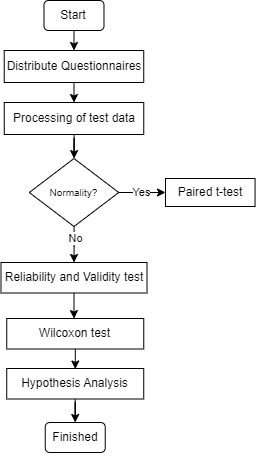 Start
Distribute Questionnaires
Processing of test data
Normality?
Yes
Paired t-test
No
Reliability and Validity test
Wilcoxon test
Hypothesis Analysis
Finished